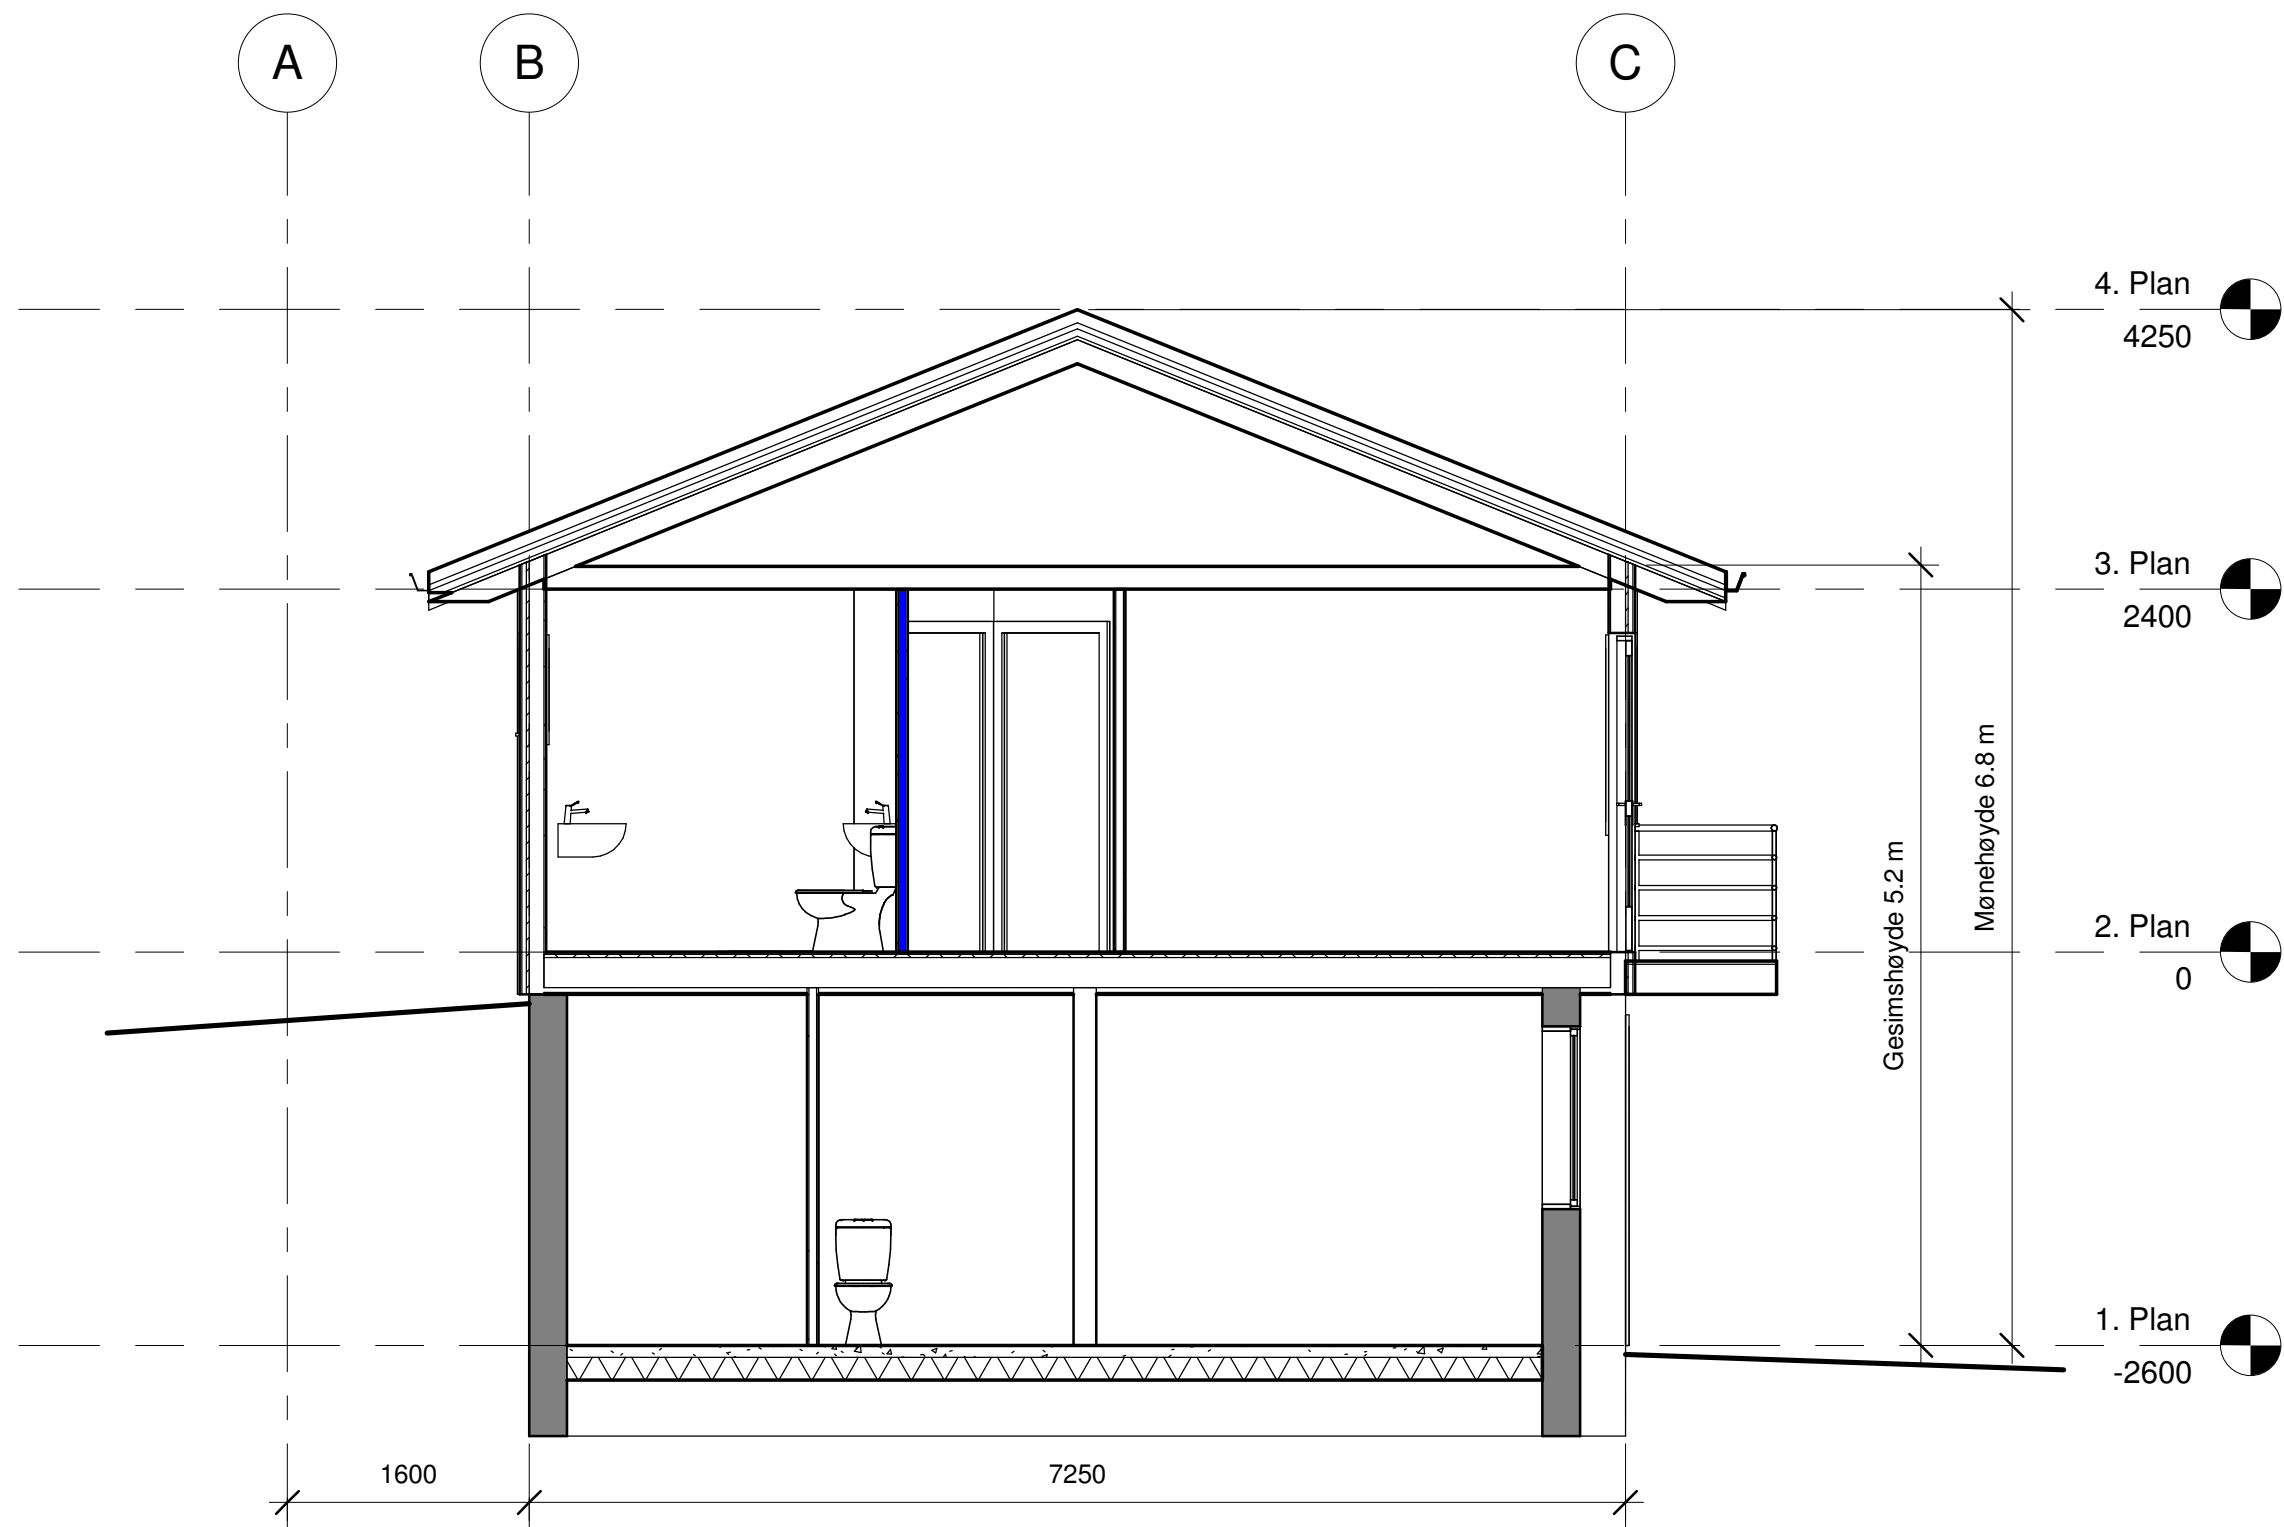 A
B
C
4. Plan
4250
3. Plan
2400
Mønehøyde 6.8 m
Gesimshøyde 5.2 m
2. Plan
0
1. Plan
-2600
1600
7250